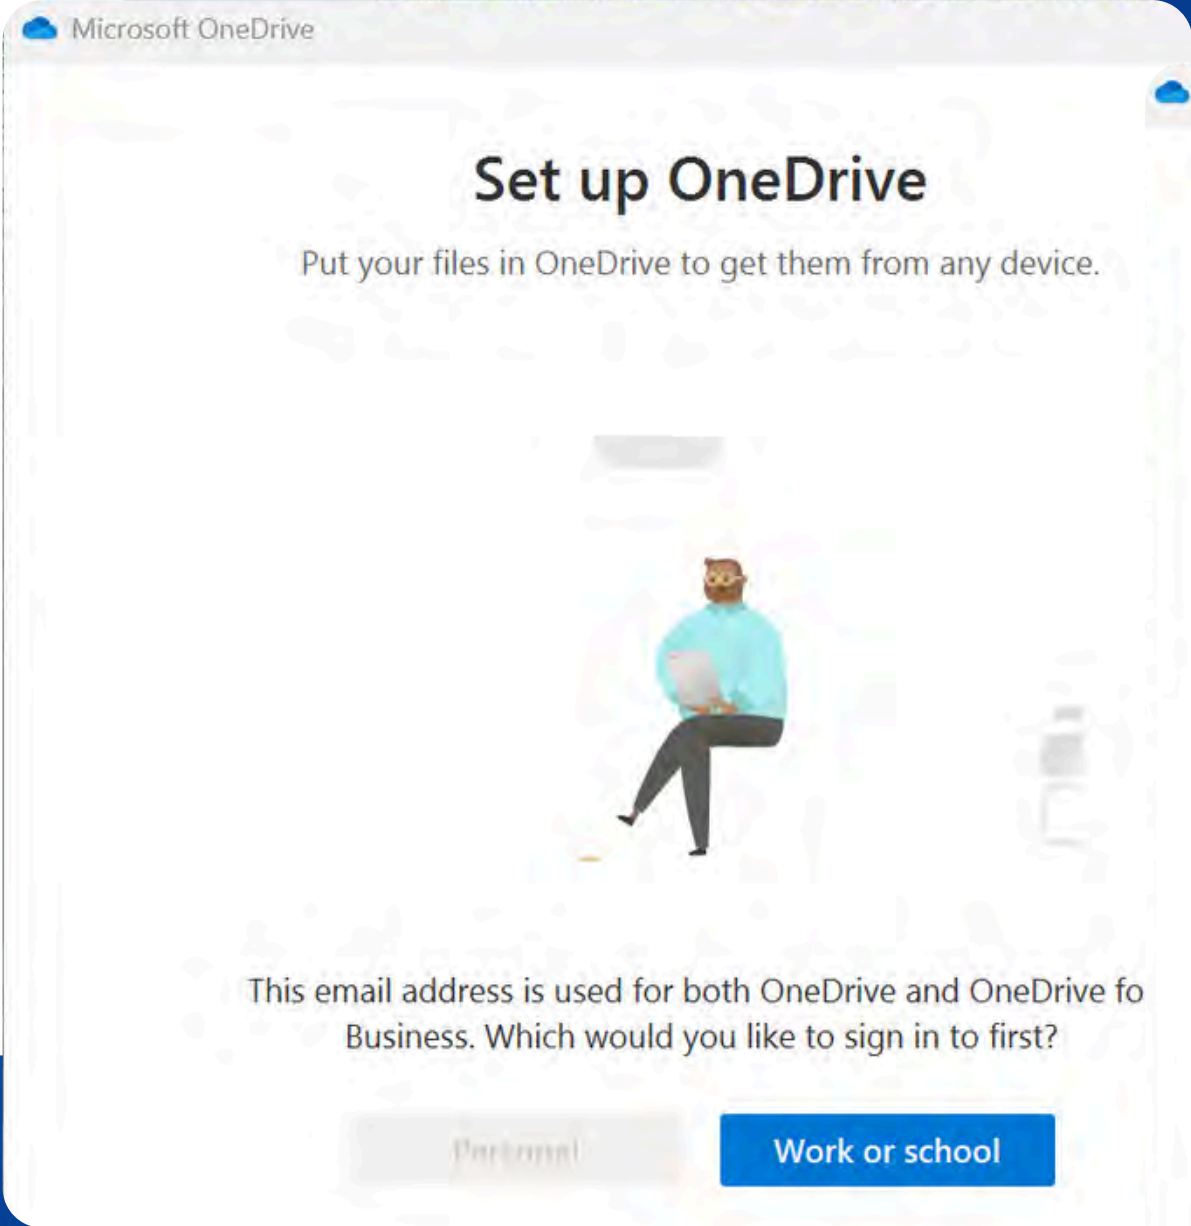 Microsoft OneDrive
Set up OneDrive
Put your files in OneDrive to get them from any device.
This email address is used for both OneDrive and OneDrive fo
Business. Which would you like to sign in to first?
Personal
Work or school